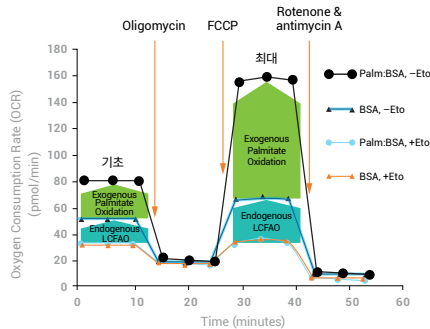 Rotenone &
Oligomycin FCCP antimycin A
Oxygen Consumption Rate (OCR)
(pmol/min)
180
160
140
120
100
80
60
40
20
0
기초
최대
Exogenous
Palmitate
Oxidation
Endogenous
LCFAO
Exogenous
Palmitate
Oxidation
Endogenous
LCFAO
Palm:BSA, –Eto
BSA, –Eto
Palm:BSA, +Eto
BSA, +Eto
0 10 20 30 40 50 60
Time (minutes)